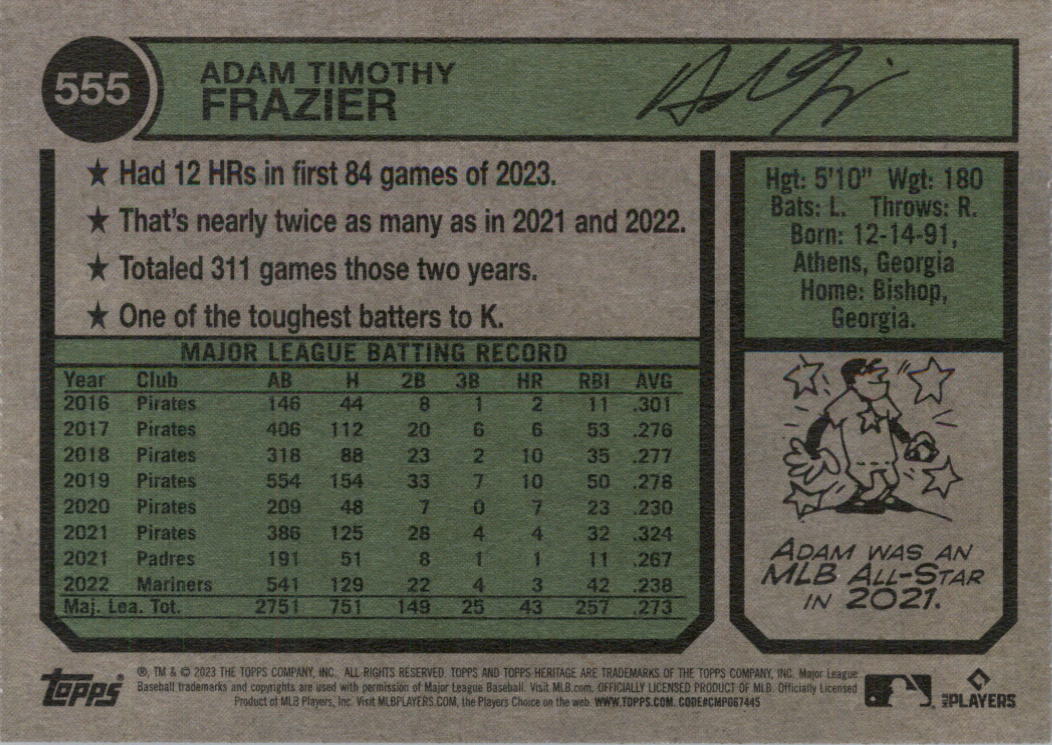 555
ADAM TIMOTHY
FRAZIER
★ Had 12 HRs in first 84 games of 2023.
★ That's nearly twice as many as in 2021 and 2022.
★ Totaled 311 games those two years.
★ One of the toughest batters to K.
MAJOR LEAGUE BATTING RECORD
Year Club AB H 2B 3B HR RBI AVG
2016 Pirates 146 44 8 1 2 11 .301
2017 Pirates 406 112 20 6 6 53 .276
2018 Pirates 318 88 23 2 10 35 .277
2019 Pirates 554 154 33 7 10 50 .278
2020 Pirates 209 48 7 0 7 23 .230
2021 Pirates 386 125 28 4 4 32 .324
2021 Padres 191 51 8 1 1 11 .267
2022 Mariners 541 129 22 4 3 42 .238
Maj. Lea. Tot. 2751 751 149 25 43 257 .273
Hgt: 5'10" Wgt: 180
Bats: L. Throws: R.
Born: 12-14-91,
Athens, Georgia
Home: Bishop,
Georgia.
ADAM WAS AN
MLB ALL-STAR
IN 2021.
topps
®, TM & © 2023 THE TOPPS COMPANY, INC. ALL RIGHTS RESERVED. TOPPS AND TOPPS HERITAGE ARE TRADEMARKS OF THE TOPPS COMPANY, INC. Major League
Baseball trademarks and copyrights are used with permission of Major League Baseball. Visit MLB.com. OFFICIALLY LICENSED PRODUCT OF MLB. Officially Licensed
Product of MLB Players, Inc. Visit MLBPLAYERS.COM, the Players Choice on the web. WWW.TOPPS.COM. CODE#CMP067445
MLB PLAYERS